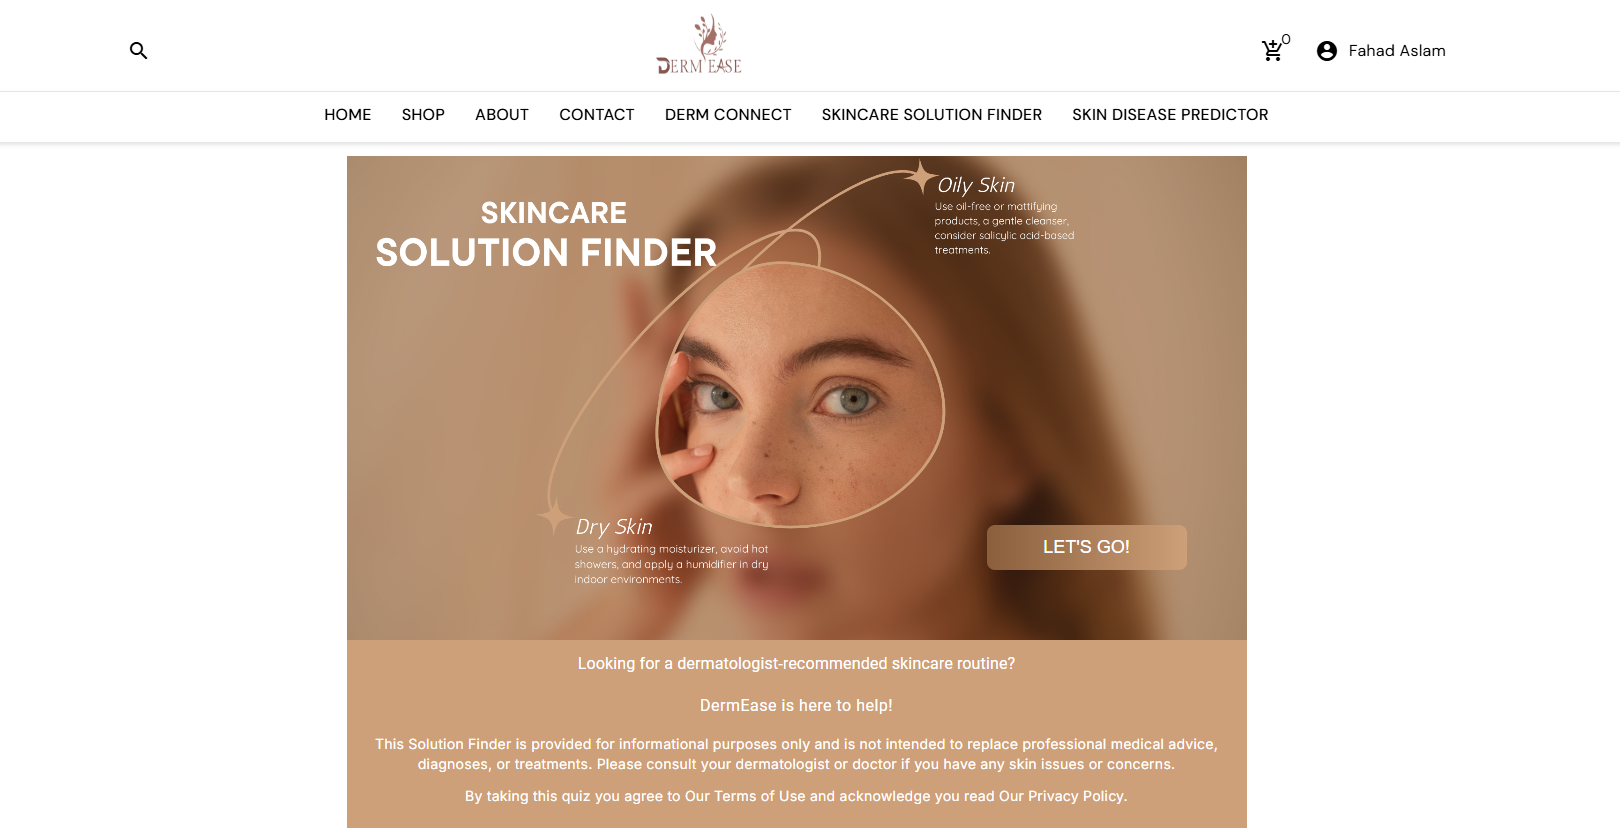 DERM EASE
0
Fahad Aslam
HOME SHOP ABOUT CONTACT DERM CONNECT SKINCARE SOLUTION FINDER SKIN DISEASE PREDICTOR
SKINCARE
SOLUTION FINDER
Oily Skin
Use oil-free or mattifying
products, a gentle cleanser,
consider salicylic acid-based
treatments.
Dry Skin
Use a hydrating moisturizer, avoid hot
showers, and apply a humidifier in dry
indoor environments.
LET'S GO!
Looking for a dermatologist-recommended skincare routine?
DermEase is here to help!
This Solution Finder is provided for informational purposes only and is not intended to replace professional medical advice,
diagnoses, or treatments. Please consult your dermatologist or doctor if you have any skin issues or concerns.
By taking this quiz you agree to Our Terms of Use and acknowledge you read Our Privacy Policy.